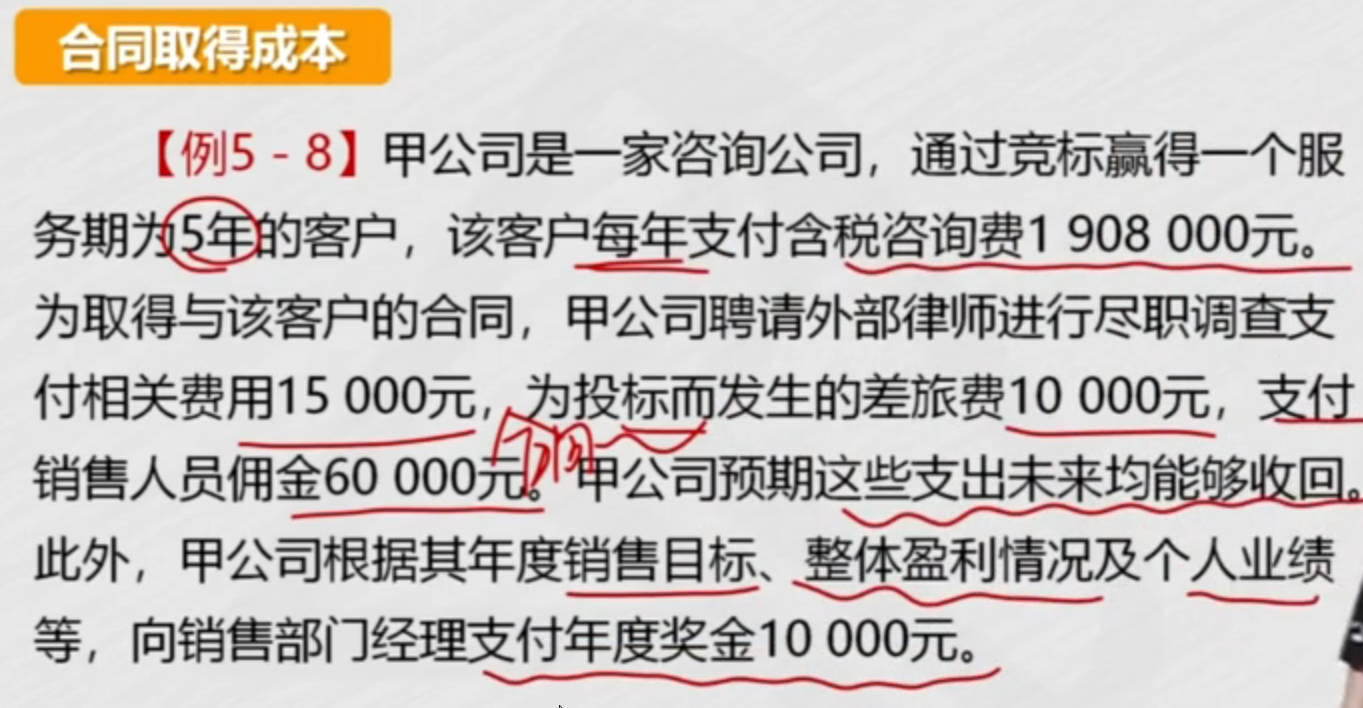 合同取得成本
【例5-8】甲公司是一家咨询公司，通过竞标赢得一个服
务期为5年的客户，该客户每年支付含税咨询费1 908 000元。
为取得与该客户的合同，甲公司聘请外部律师进行尽职调查支
付相关费用15 000元，为投标而发生的差旅费10 000元，支付
销售人员佣金60 000元。甲公司预期这些支出未来均能够收回。
此外，甲公司根据其年度销售目标、整体盈利情况及个人业绩
等，向销售部门经理支付年度奖金10 000元。